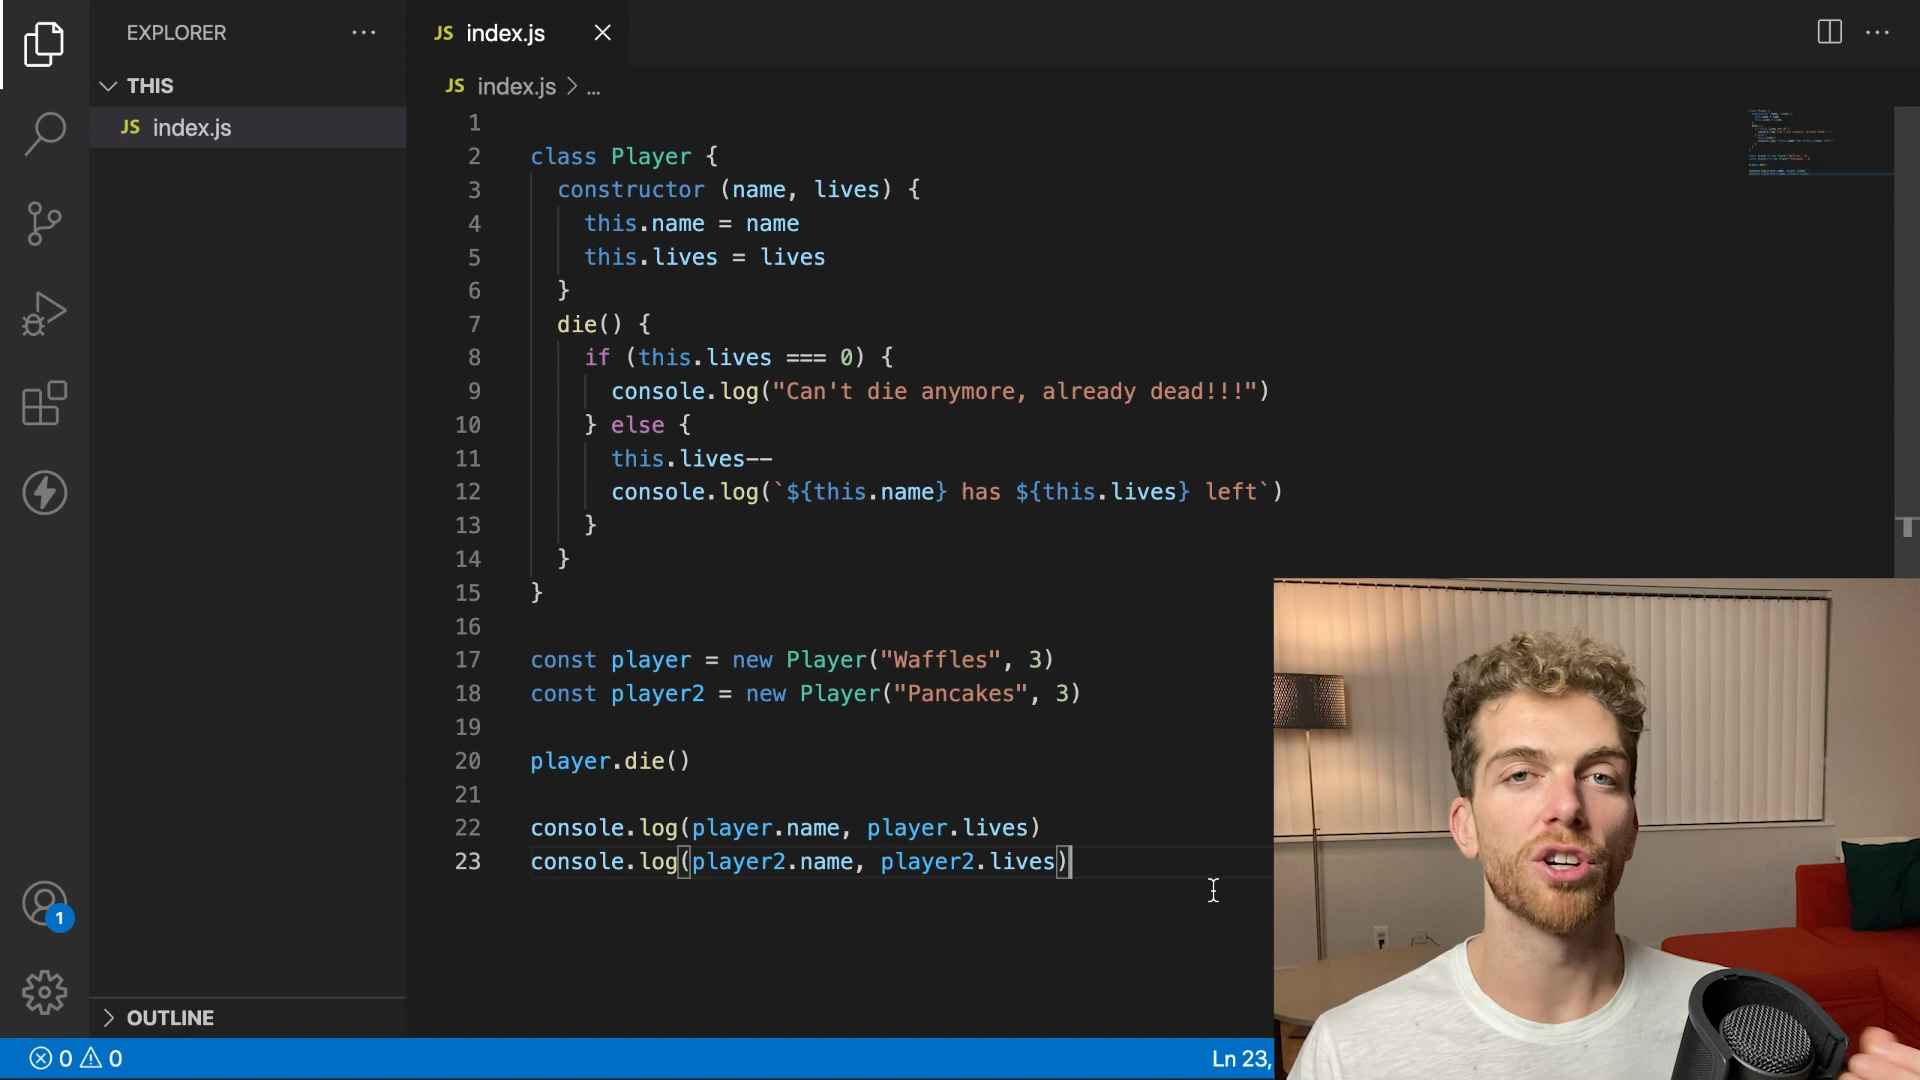 EXPLORER
THIS
JS index.js
JS index.js
JS index.js > ...
1
2 class Player {
3 constructor (name, lives) {
4 this.name = name
5 this.lives = lives
6 }
7 die() {
8 if (this.lives === 0) {
9 console.log("Can't die anymore, already dead!!!")
10 } else {
11 this.lives--
12 console.log(`${this.name} has ${this.lives} left`)
13 }
14 }
15 }
16
17 const player = new Player("Waffles", 3)
18 const player2 = new Player("Pancakes", 3)
19
20 player.die()
21
22 console.log(player.name, player.lives)
23 console.log(player2.name, player2.lives)
1
OUTLINE
0 0
Ln 23,